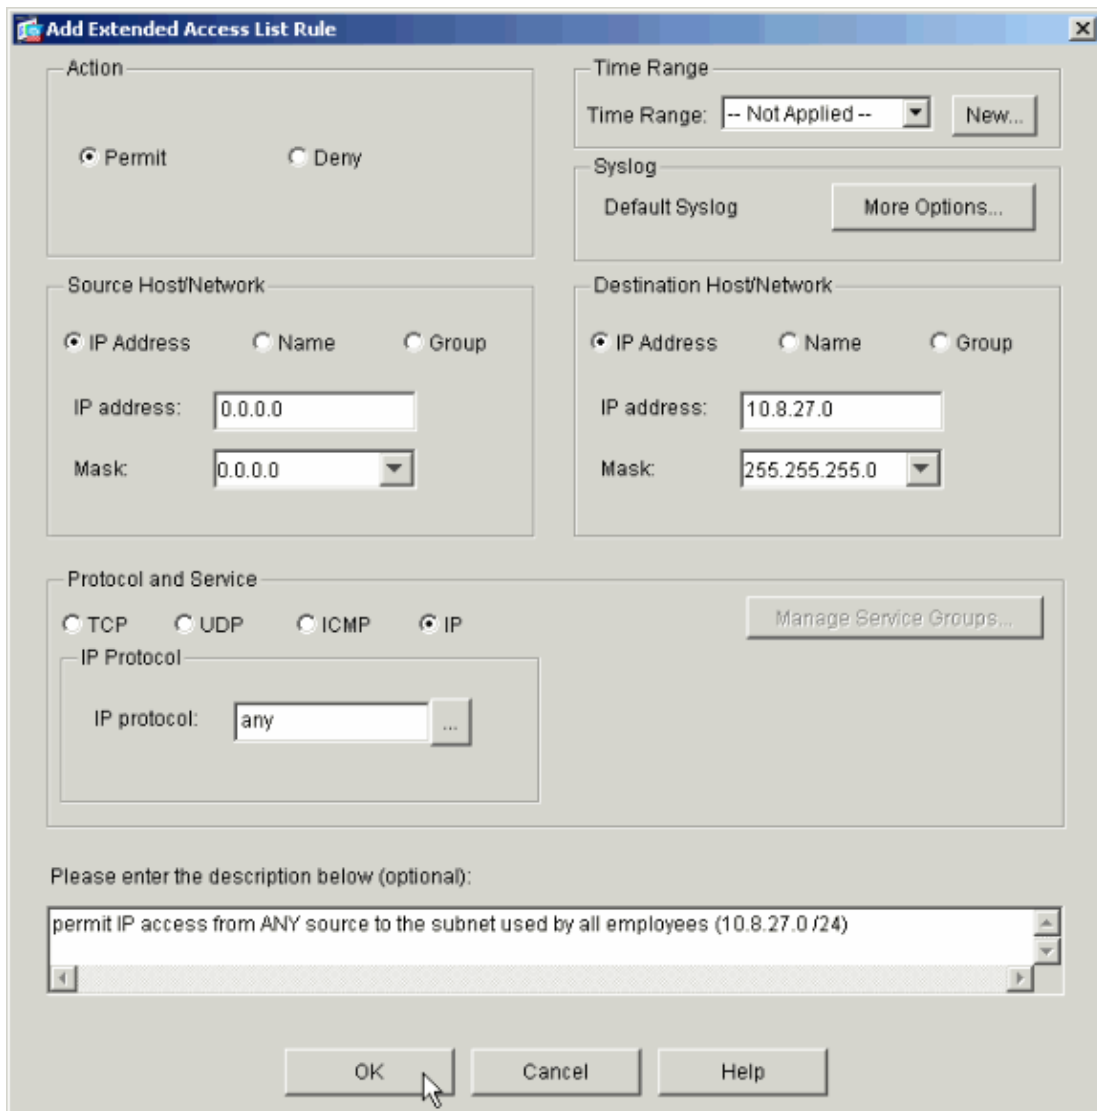 Add Extended Access List Rule
Action
Permit
Deny
Time Range
Time Range:
-- Not Applied --
New...
Syslog
Default Syslog
More Options...
Source Host/Network
IP Address
Name
Group
IP address:
0.0.0.0
Mask:
0.0.0.0
Destination Host/Network
IP Address
Name
Group
IP address:
10.8.27.0
Mask:
255.255.255.0
Protocol and Service
TCP
UDP
ICMP
IP
Manage Service Groups...
IP Protocol
IP protocol:
any
...
Please enter the description below (optional):
permit IP access from ANY source to the subnet used by all employees (10.8.27.0 /24)
OK
Cancel
Help